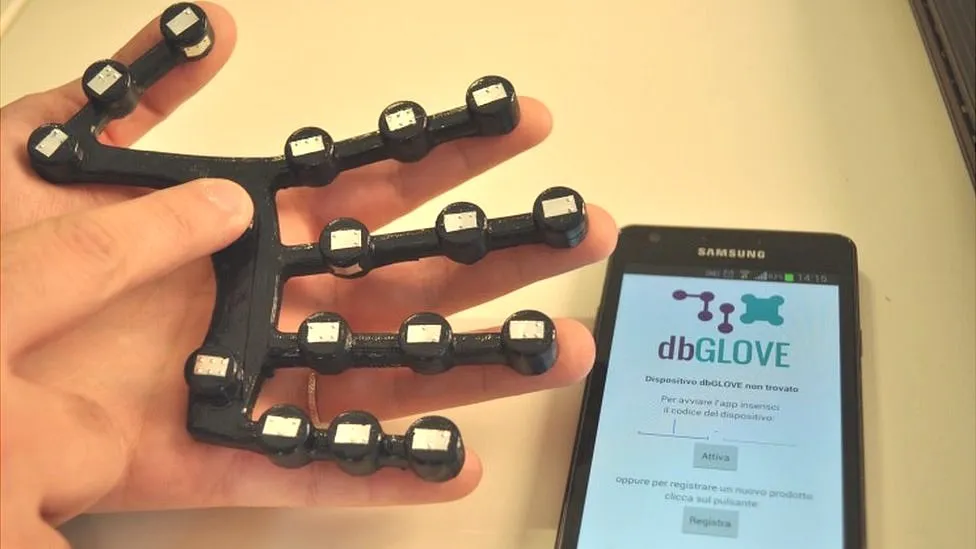 SAMSUNG
14:15
dbGLOVE
Dispositivo dbGLOVE non trovato
Per avviare l'app inserisci
il codice del dispositivo:
Attiva
oppure per registrare un nuovo prodotto
clicca sul pulsante:
Registra